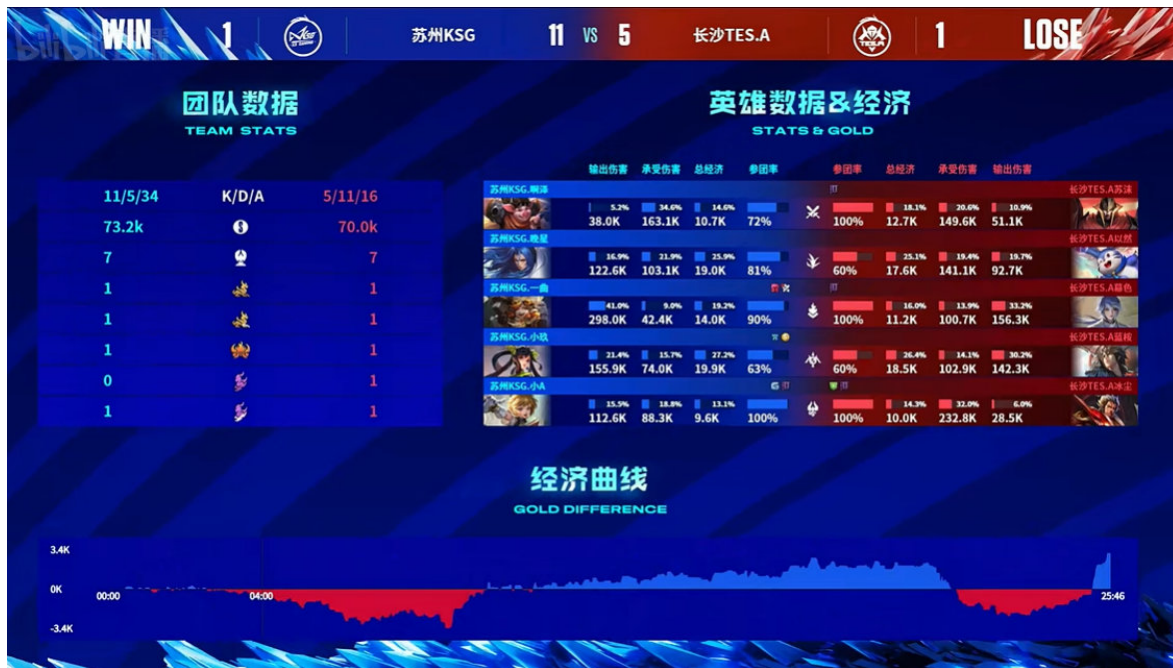 bilibili
WIN 1 苏州KSG 11 VS 5 长沙TES.A TES.A 1 LOSE
团队数据
TEAM STATS
英雄数据&经济
STATS & GOLD
输出伤害 承受伤害 总经济 参团率 参团率 总经济 承受伤害 输出伤害
11/5/34 K/D/A 5/11/16
73.2k 70.0k
7 7
1 1
1 1
1 1
0 1
1 1
苏州KSG.啊泽 长沙TES.A苏沫
5.2% 34.6% 14.6% 18.1% 20.6% 10.9%
38.0K 163.1K 10.7K 72% 100% 12.7K 149.6K 51.1K
苏州KSG.晚星 长沙TES.A以然
16.9% 21.9% 25.9% 25.1% 19.4% 19.7%
122.6K 103.1K 19.0K 81% 60% 17.6K 141.1K 92.7K
苏州KSG.一曲 长沙TES.A暮色
41.0% 9.0% 19.2% 16.0% 13.9% 33.2%
298.0K 42.4K 14.0K 90% 100% 11.2K 100.7K 156.3K
苏州KSG.小玖 长沙TES.A蓝桉
21.4% 15.7% 27.2% 26.4% 14.1% 30.2%
155.9K 74.0K 19.9K 63% 60% 18.5K 102.9K 142.3K
苏州KSG.小A 长沙TES.A冰尘
15.5% 18.8% 13.1% 14.3% 32.0% 6.0%
112.6K 88.3K 9.6K 100% 100% 10.0K 232.8K 28.5K
经济曲线
GOLD DIFFERENCE
3.4K
0K
00:00 04:00 25:46
-3.4K